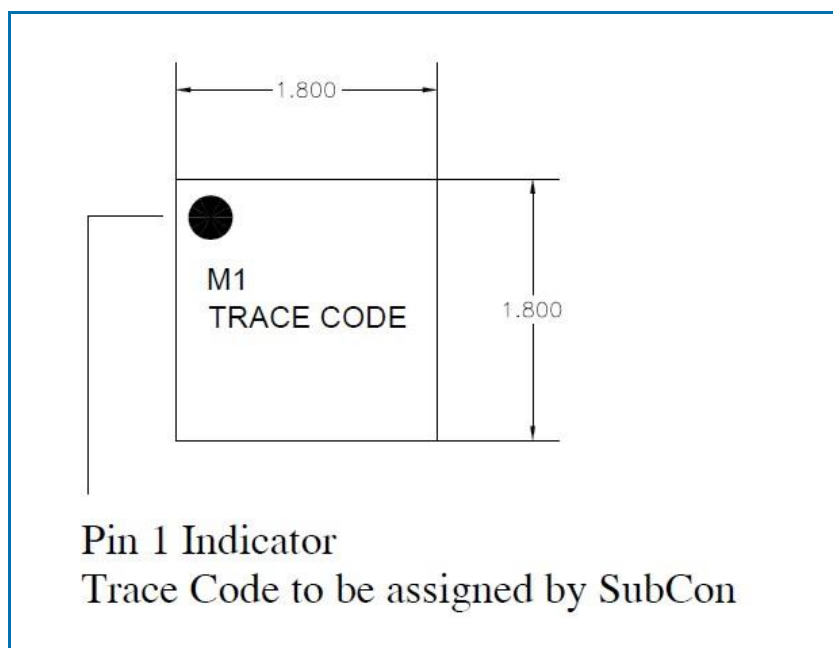 1.800
M1
TRACE CODE
1.800
Pin 1 Indicator
Trace Code to be assigned by SubCon